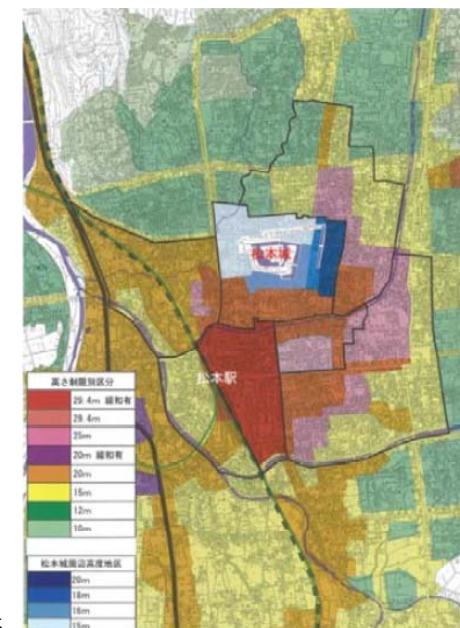 松本城
松本駅
高さ制限別区分
29.4m 緩和有
29.4m
25m
20m 緩和有
20m
15m
12m
10m
松本城周辺高度地区
20m
18m
16m
15m